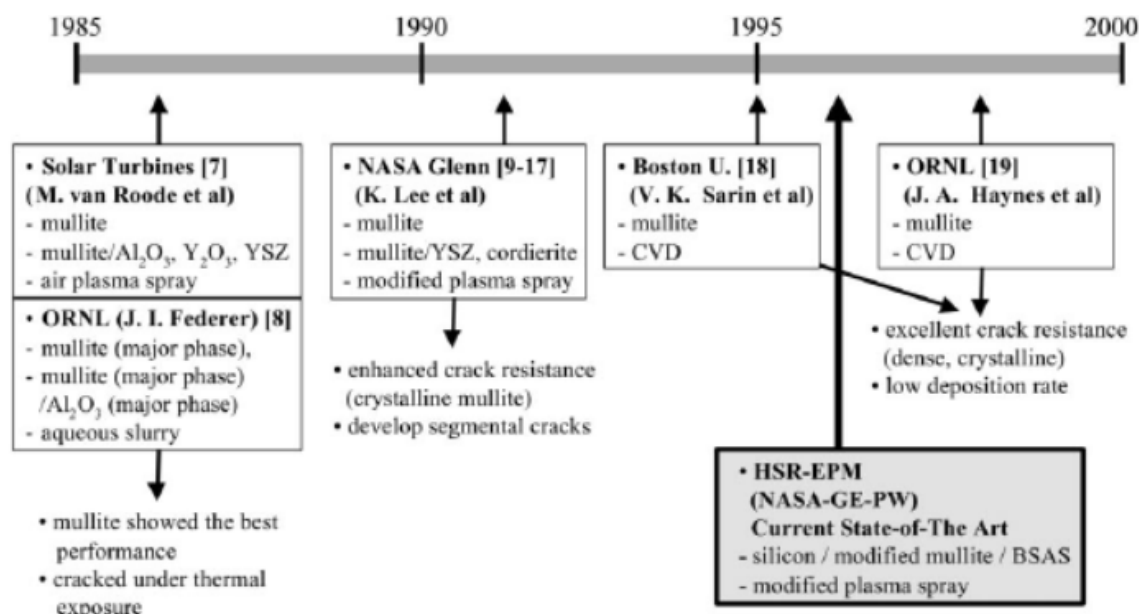 1985
1990
1995
2000
• Solar Turbines [7]
(M. van Roode et al)
- mullite
- mullite/Al₂O₃, Y₂O₃, YSZ
- air plasma spray
• ORNL (J. I. Federer) [8]
- mullite (major phase),
- mullite (major phase)
/Al₂O₃ (major phase)
- aqueous slurry
• mullite showed the best
performance
• cracked under thermal
exposure
• NASA Glenn [9-17]
(K. Lee et al)
- mullite
- mullite/YSZ, cordierite
- modified plasma spray
• enhanced crack resistance
(crystalline mullite)
• develop segmental cracks
• Boston U. [18]
(V. K. Sarin et al)
- mullite
- CVD
• ORNL [19]
(J. A. Haynes et al)
- mullite
- CVD
• excellent crack resistance
(dense, crystalline)
• low deposition rate
• HSR-EPM
(NASA-GE-PW)
Current State-of-The Art
- silicon / modified mullite / BSAS
- modified plasma spray